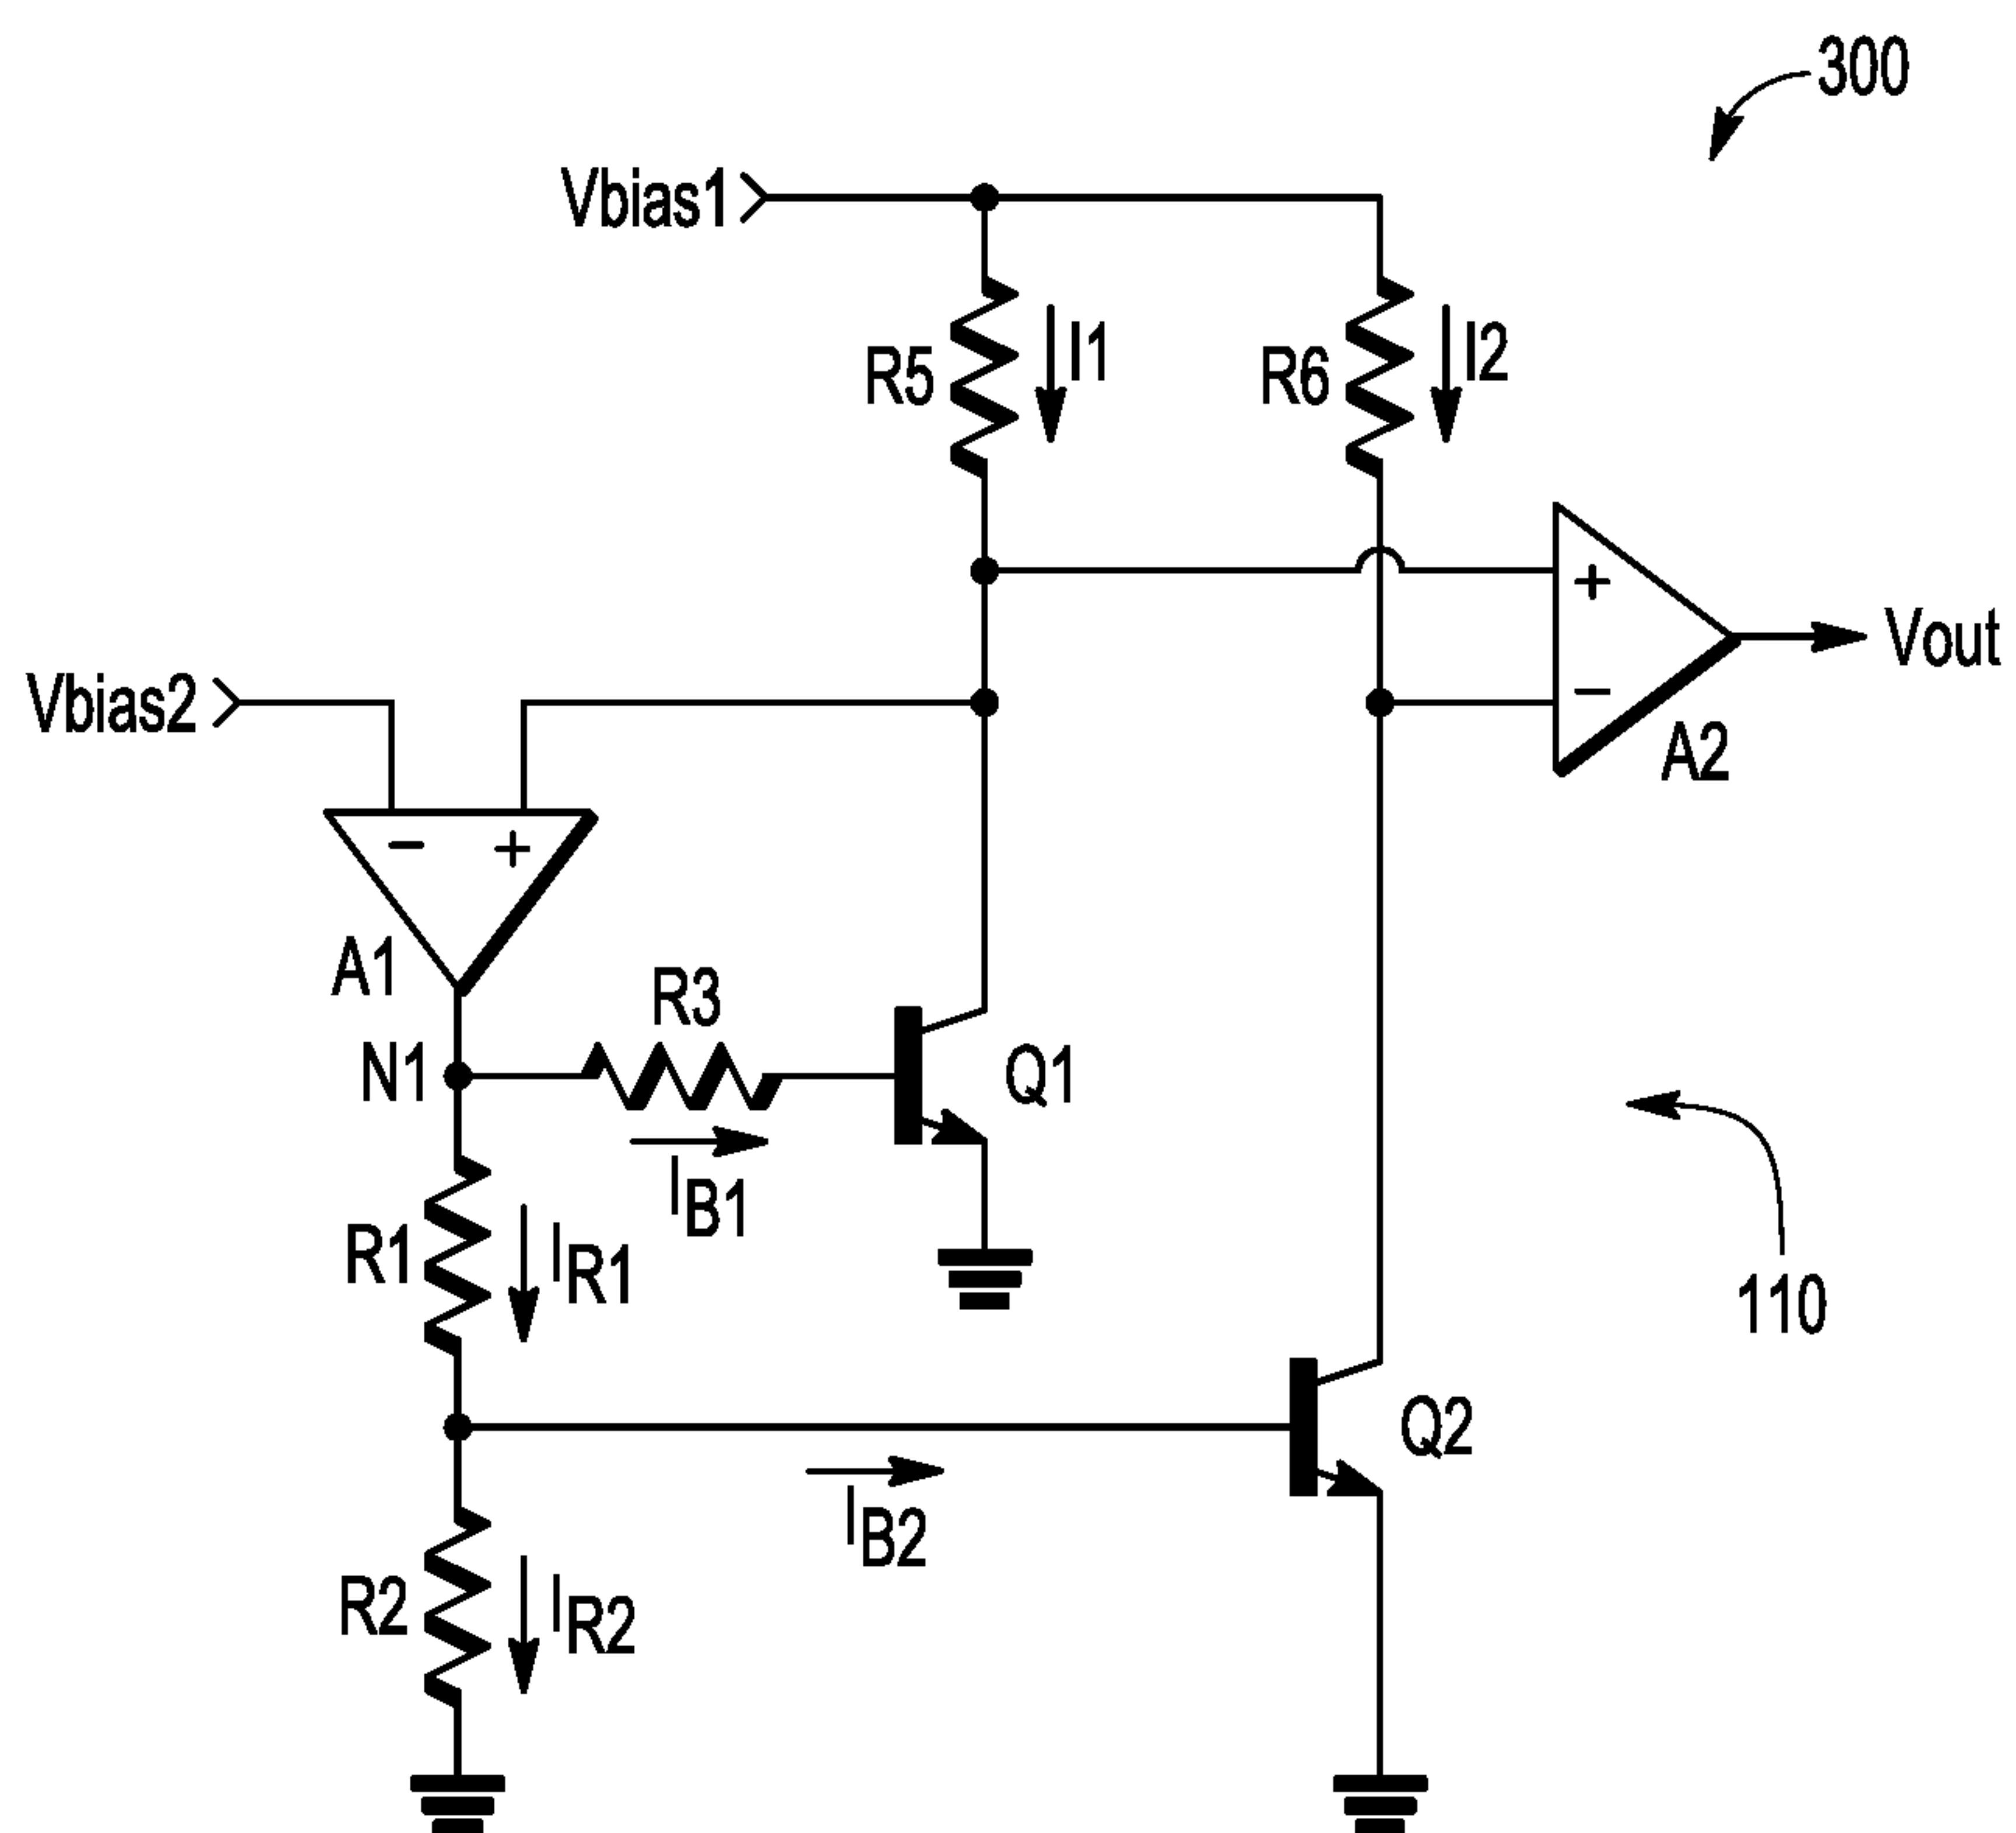 300
Vbias1
R5
I1
R6
I2
+
Vout
Vbias2
−
A2
− +
A1
R3
N1
Q1
IB1
R1
IR1
110
Q2
IB2
R2
IR2